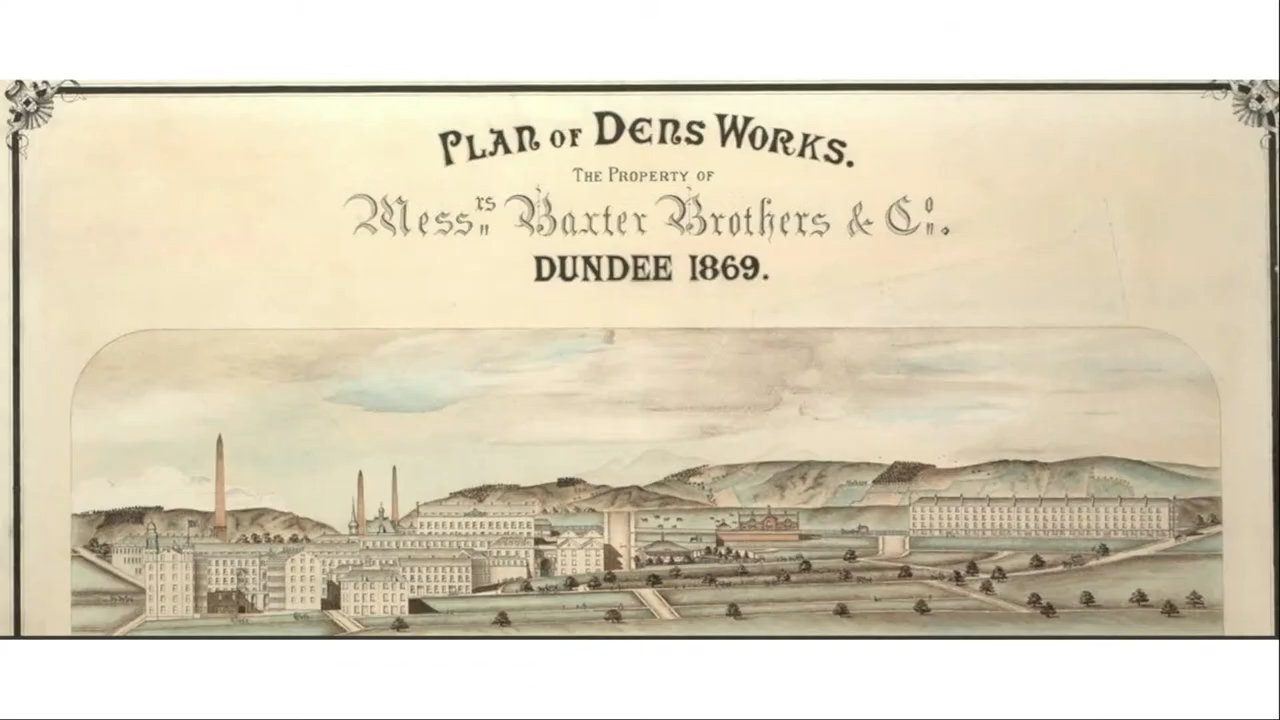 PLAN OF DENS WORKS.
THE PROPERTY OF
Messrs Baxter Brothers & Co.
DUNDEE 1869.